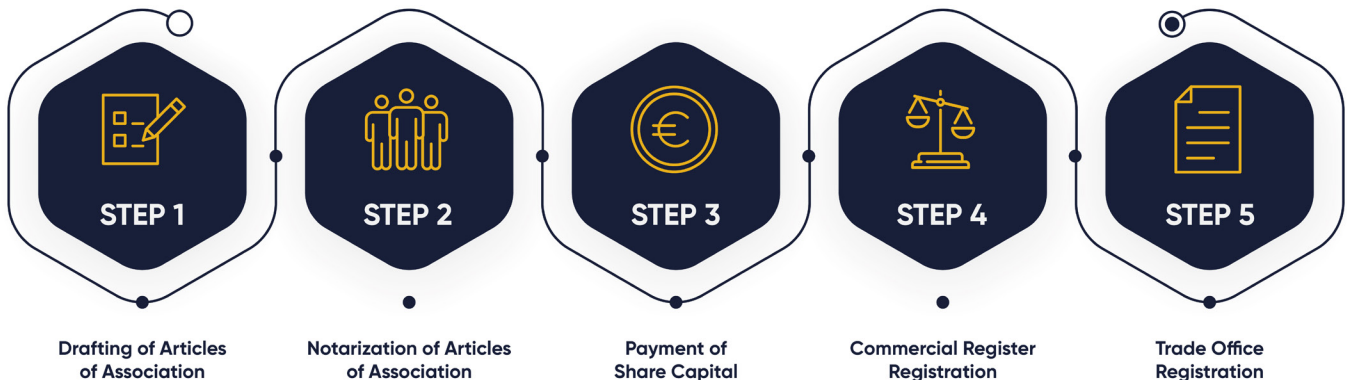 STEP 1
STEP 2
STEP 3
STEP 4
STEP 5
Drafting of Articles
of Association
Notarization of Articles
of Association
Payment of
Share Capital
Commercial Register
Registration
Trade Office
Registration